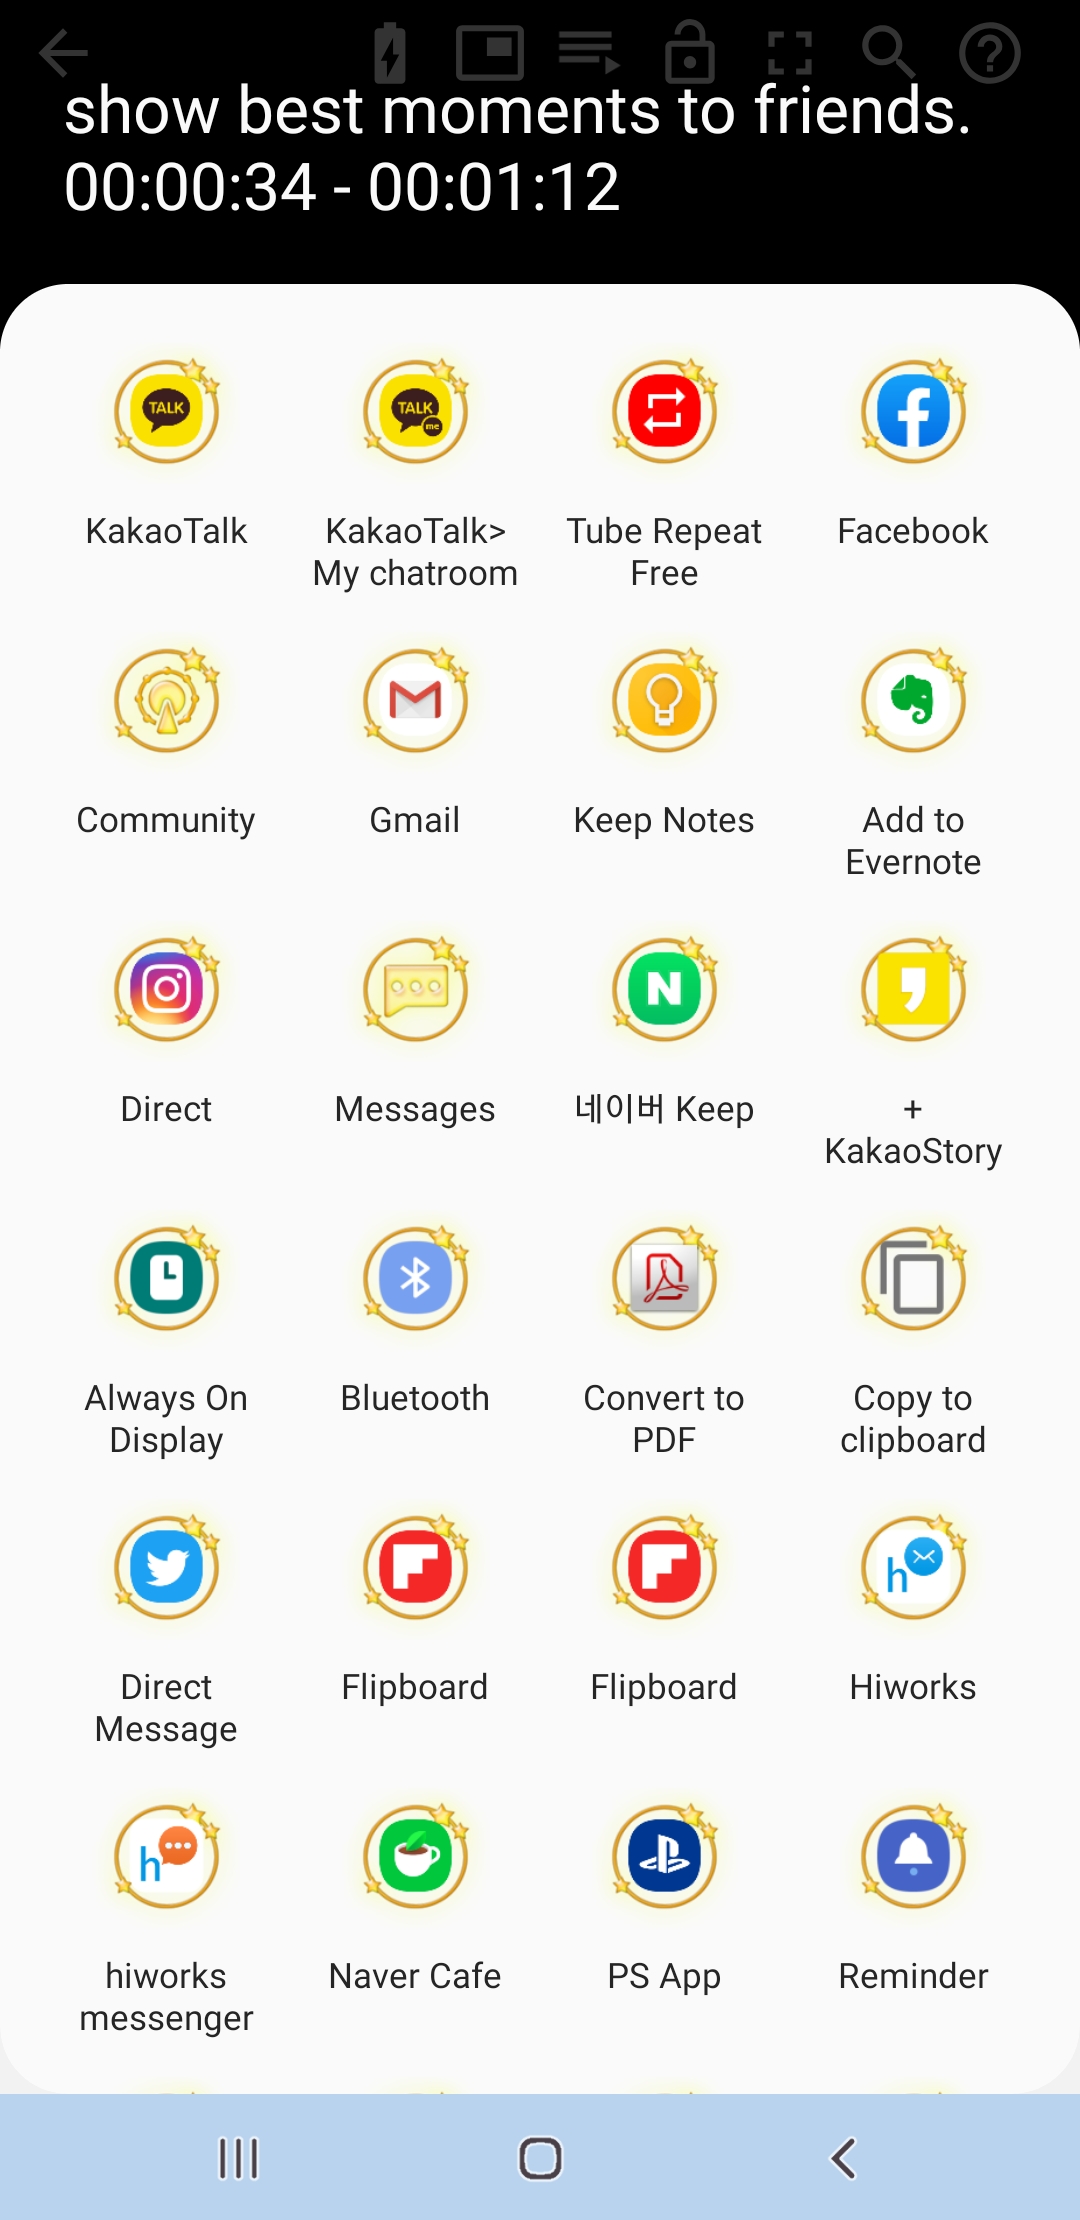 show best moments to friends.
00:00:34 - 00:01:12
TALK
TALK
me
KakaoTalk
KakaoTalk>
My chatroom
Tube Repeat
Free
Facebook
Community
Gmail
Keep Notes
Add to
Evernote
N
Direct
Messages
네이버 Keep
+
KakaoStory
Always On
Display
Bluetooth
Convert to
PDF
Copy to
clipboard
h
Direct
Message
Flipboard
Flipboard
Hiworks
h
hiworks
messenger
Naver Cafe
PS App
Reminder